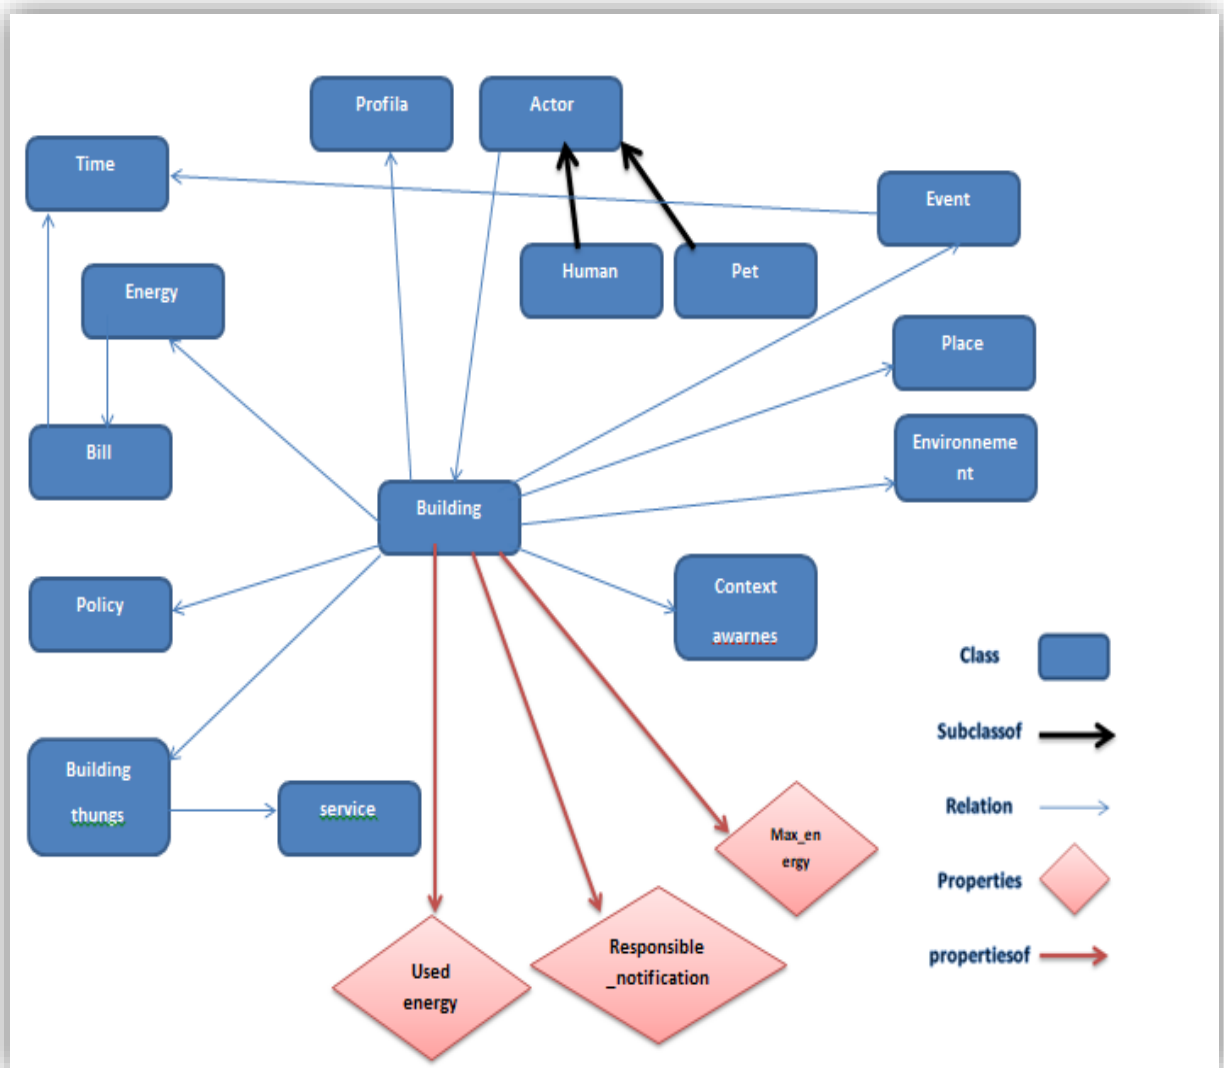 Profila
Actor
Time
Event
Human
Pet
Energy
Place
Environneme
nt
Bill
Building
Context
awarnes
Policy
Class
Subclassof
Building
thungs
service
Relation
Max_en
ergy
Properties
Used
energy
Responsible
_notification
propertiesof